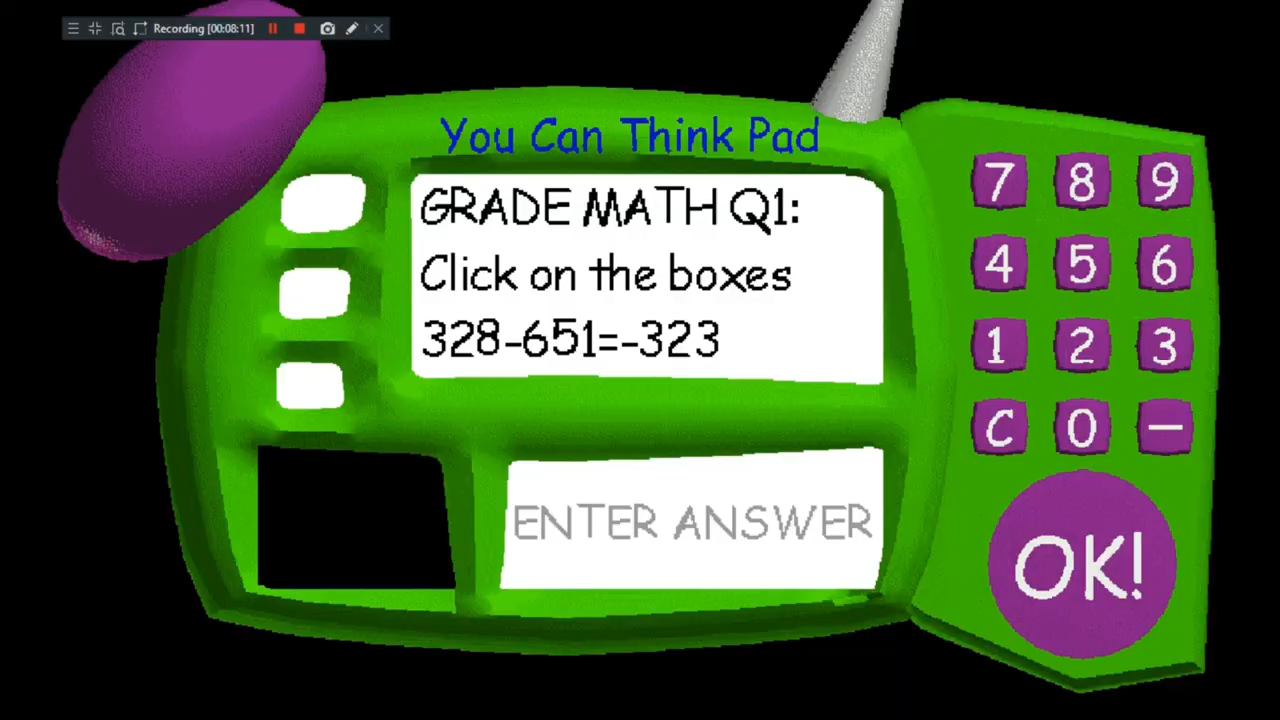 Recording [00:08:11]
You Can Think Pad
GRADE MATH Q1:
Click on the boxes
328-651=-323
ENTER ANSWER
7 8 9
4 5 6
1 2 3
C 0 —
OK!